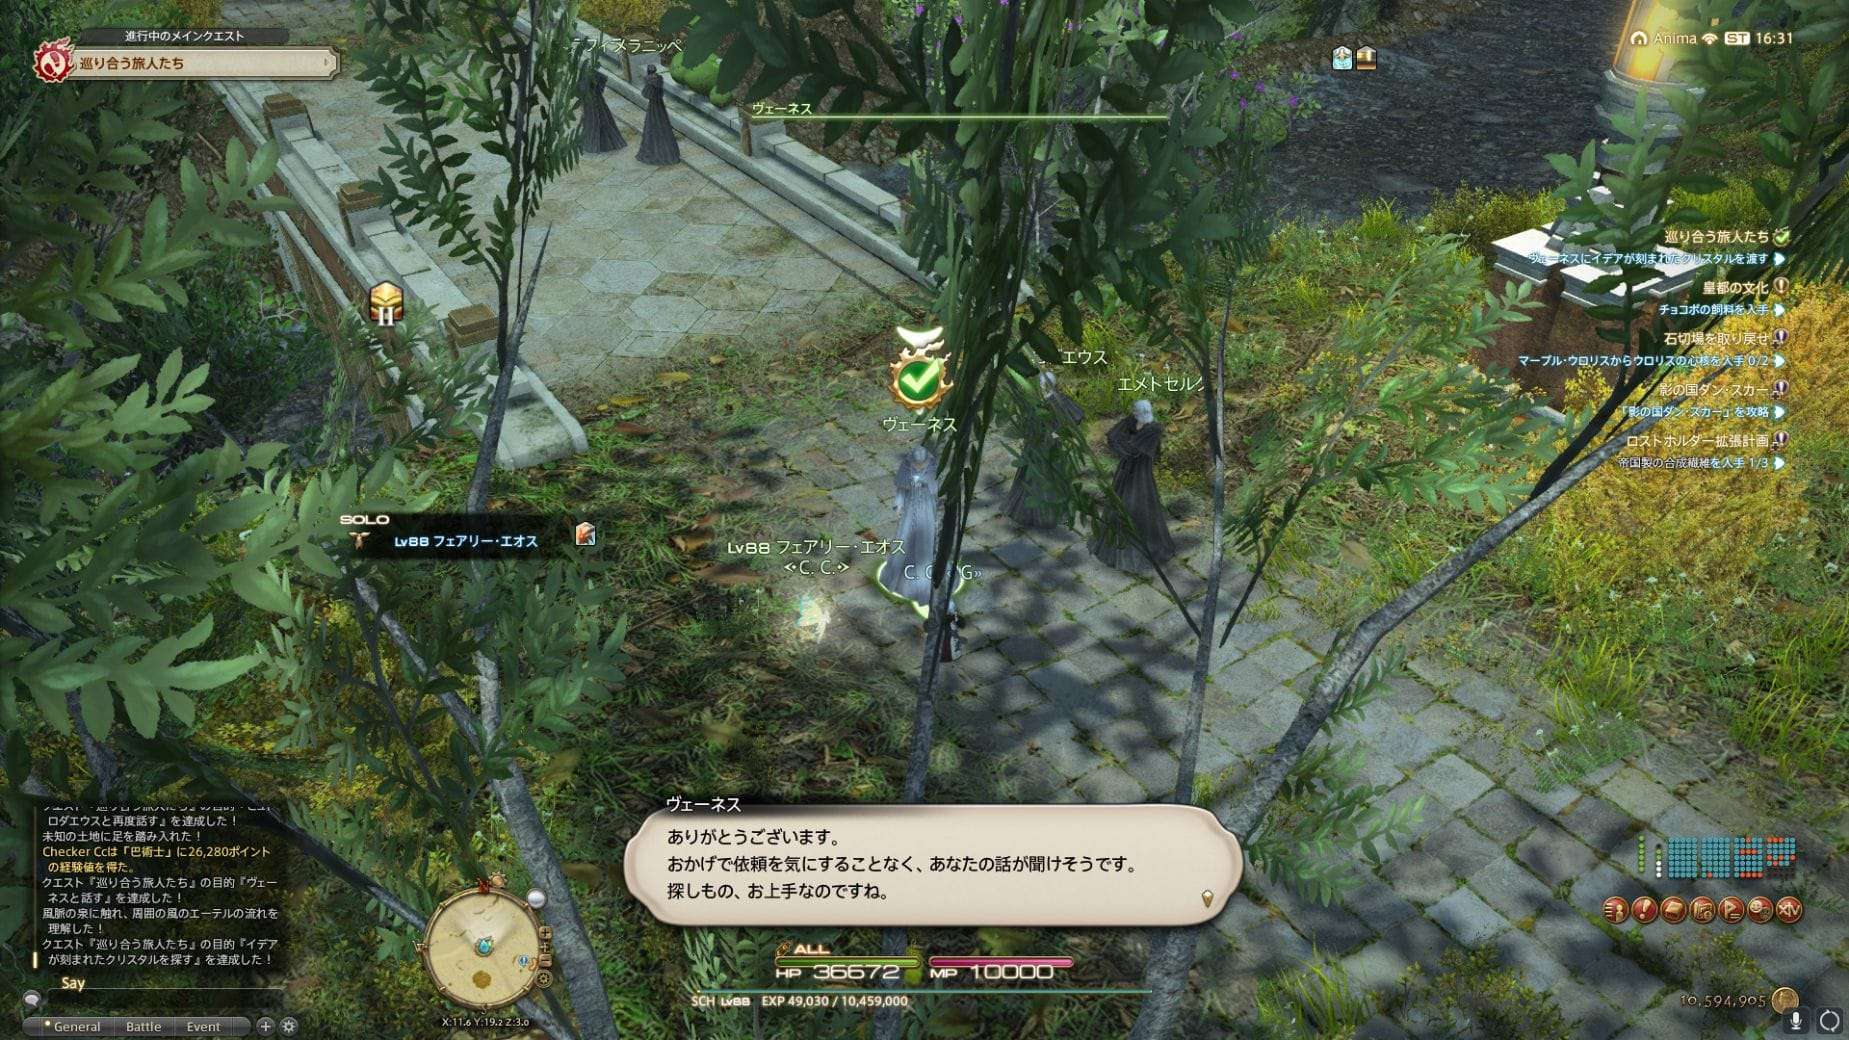 進行中のメインクエスト
巡り合う旅人たち
ヴェーネス
Anima ST 16:31
巡り合う旅人たち
ヴェーネスにイデアが刻まれたクリスタルを渡す
皇都の文化
チョコボの飼料を入手
石切場を取り戻せ
マーブル・ウロリスからウロリスの心核を入手 0/2
影の国ダン・スカー
「影の国ダン・スカー」を攻略
ロストホルダー拡張計画
帝国製の合成繊維を入手 1/3
H
エウス
エメトセルク
ヴェーネス
SOLO
Lv88 フェアリー・エオス
Lv88 フェアリー・エオス
«C. C.»
ヴェーネス
ありがとうございます。
おかげで依頼を気にすることなく、あなたの話が聞けそうです。
探しもの、お上手なのですね。
ロダエウスと再度話す』を達成した！
未知の土地に足を踏み入れた！
Checker Ccは「巴術士」に26,280ポイント
の経験値を得た。
クエスト『巡り合う旅人たち』の目的『ヴェー
ネスと話す』を達成した！
風脈の泉に触れ、周囲の風のエーテルの流れを
理解した！
クエスト『巡り合う旅人たち』の目的『イデア
が刻まれたクリスタルを探す』を達成した！
Say
General Battle Event
X:11.6 Y:19.2 Z:3.0
ALL
HP 36672 MP 10000
SCH Lv88 EXP 49,030 / 10,459,000
XIV
10,594,905